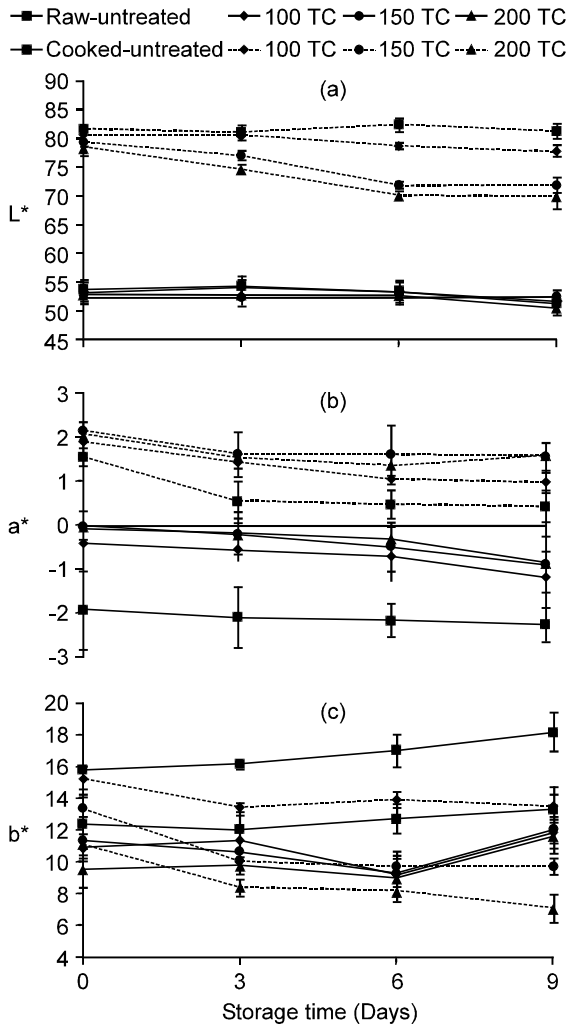 Raw-untreated 100 TC 150 TC 200 TC
Cooked-untreated 100 TC 150 TC 200 TC
(a)
90
85
80
75
70
65
60
55
50
45
L*
(b)
3
2
1
0
-1
-2
-3
a*
(c)
20
18
16
14
12
10
8
6
4
b*
0 3 6 9
Storage time (Days)